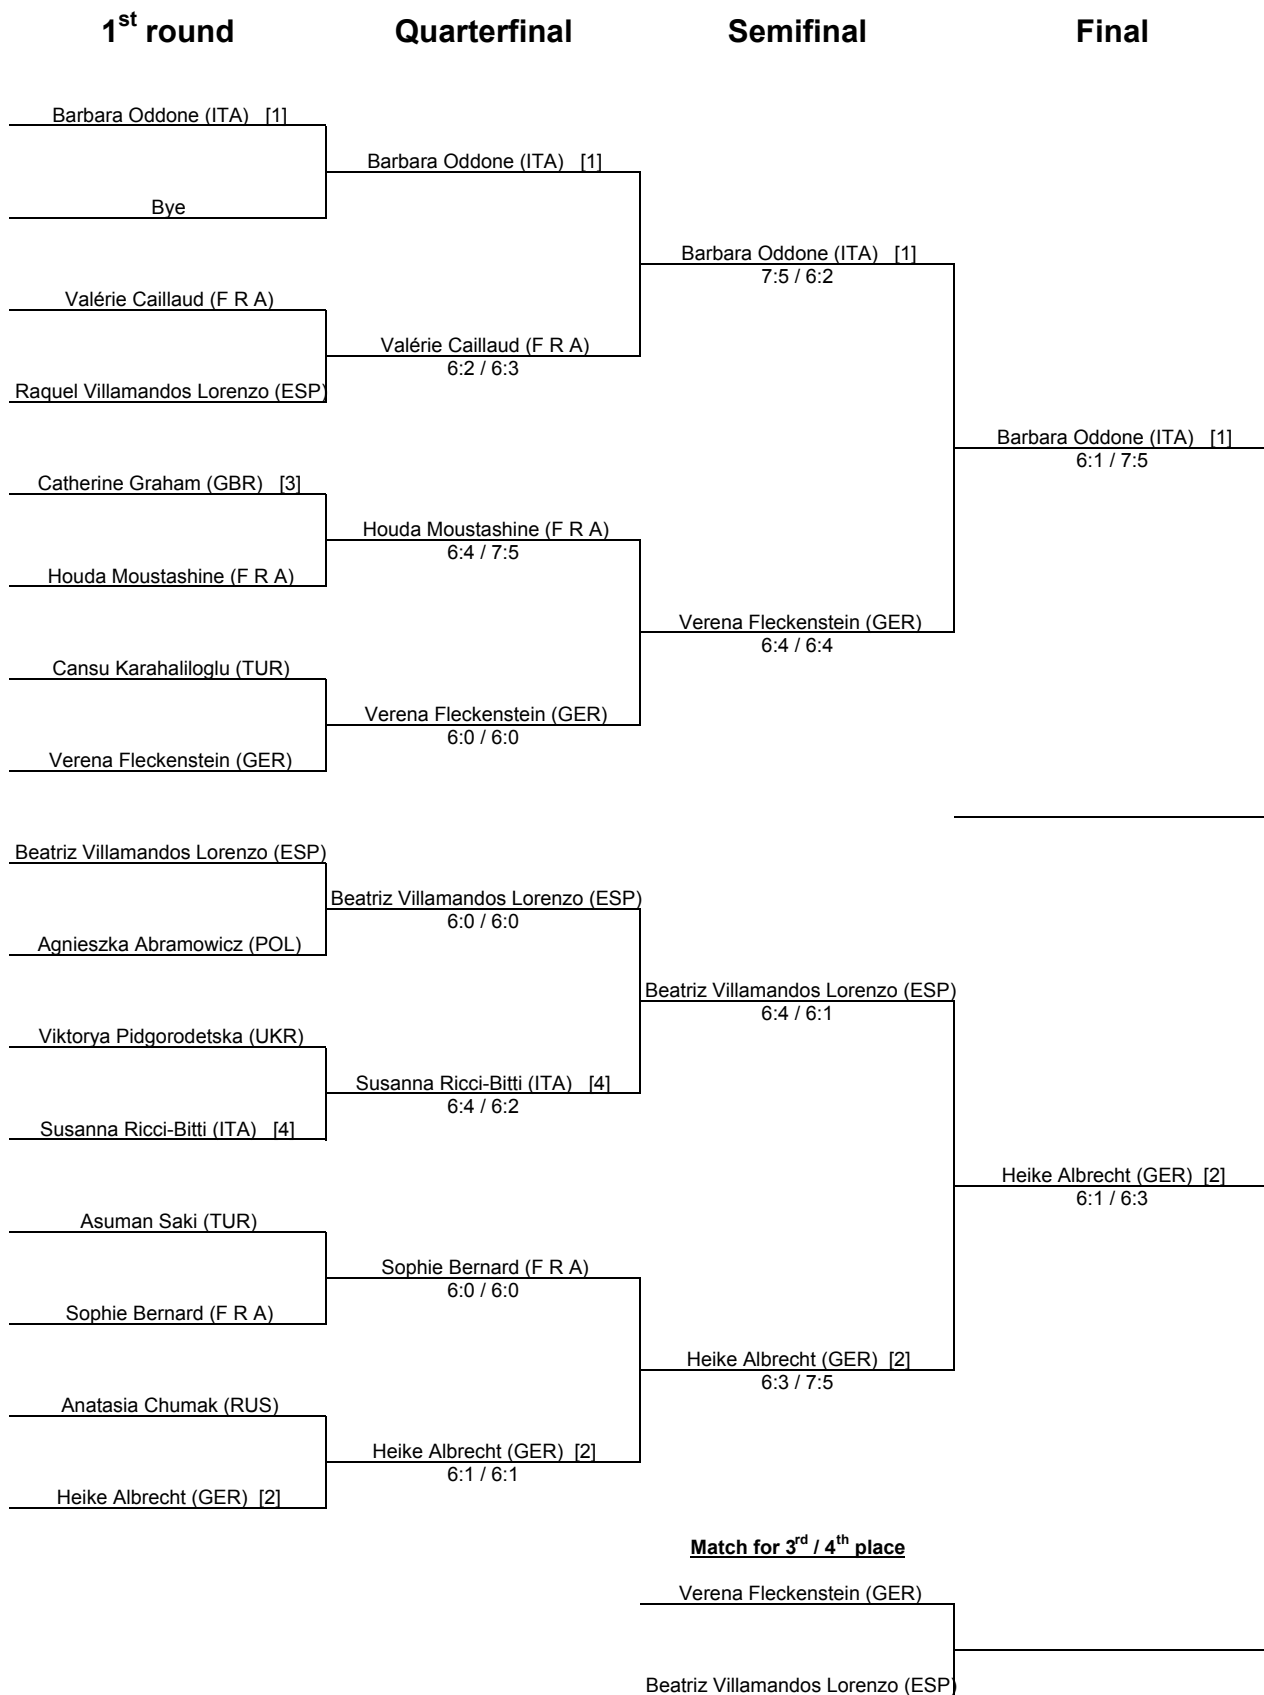 1st round Quarterfinal Semifinal Final
Barbara Oddone (ITA) [1]
Barbara Oddone (ITA) [1]
Bye
Barbara Oddone (ITA) [1]
7:5 / 6:2
Valérie Caillaud (F R A)
Valérie Caillaud (F R A)
6:2 / 6:3
Raquel Villamandos Lorenzo (ESP)
Barbara Oddone (ITA) [1]
6:1 / 7:5
Catherine Graham (GBR) [3]
Houda Moustashine (F R A)
6:4 / 7:5
Houda Moustashine (F R A)
Verena Fleckenstein (GER)
6:4 / 6:4
Cansu Karahaliloglu (TUR)
Verena Fleckenstein (GER)
6:0 / 6:0
Verena Fleckenstein (GER)
Beatriz Villamandos Lorenzo (ESP)
Beatriz Villamandos Lorenzo (ESP)
6:0 / 6:0
Agnieszka Abramowicz (POL)
Beatriz Villamandos Lorenzo (ESP)
6:4 / 6:1
Viktorya Pidgorodetska (UKR)
Susanna Ricci-Bitti (ITA) [4]
6:4 / 6:2
Susanna Ricci-Bitti (ITA) [4]
Heike Albrecht (GER) [2]
6:1 / 6:3
Asuman Saki (TUR)
Sophie Bernard (F R A)
6:0 / 6:0
Sophie Bernard (F R A)
Heike Albrecht (GER) [2]
6:3 / 7:5
Anatasia Chumak (RUS)
Heike Albrecht (GER) [2]
6:1 / 6:1
Heike Albrecht (GER) [2]
Match for 3rd / 4th place
Verena Fleckenstein (GER)
Beatriz Villamandos Lorenzo (ESP)